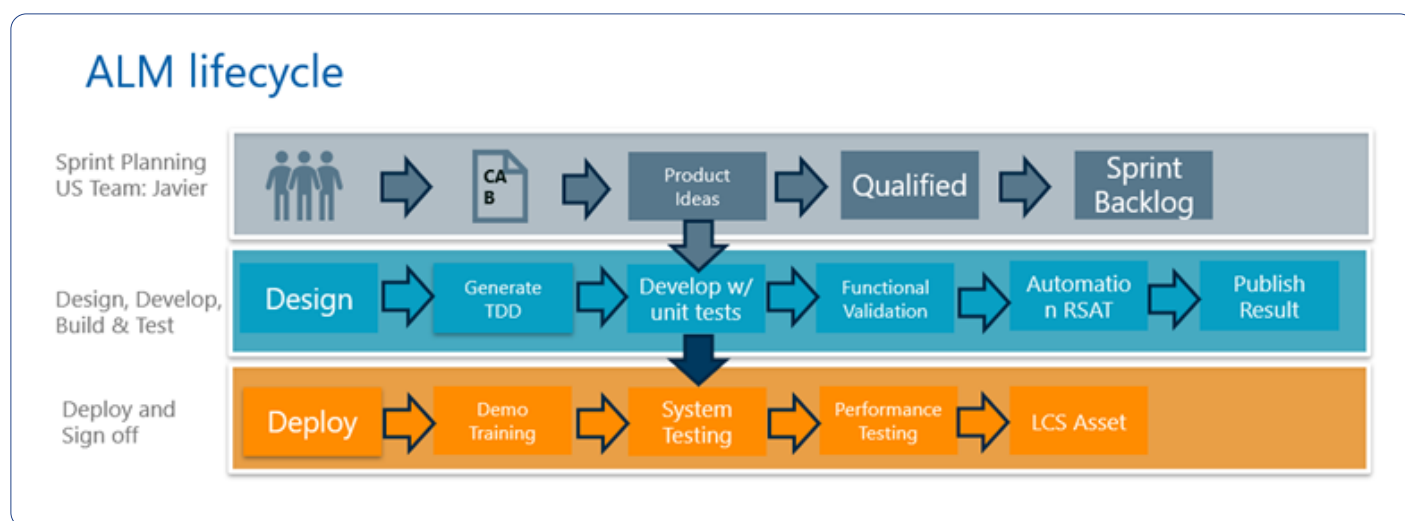 ALM lifecycle
Sprint Planning
US Team: Javier
CA
B
Product
Ideas
Qualified
Sprint
Backlog
Design, Develop,
Build & Test
Design
Generate
TDD
Develop w/
unit tests
Functional
Validation
Automatio
n RSAT
Publish
Result
Deploy and
Sign off
Deploy
Demo
Training
System
Testing
Performance
Testing
LCS Asset